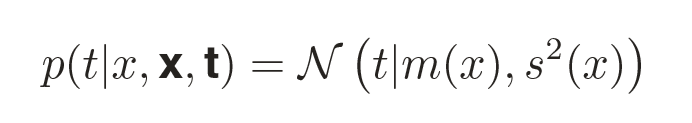 p(t|x, 𝘅, 𝘁) = 𝒩 (t|m(x), s²(x))